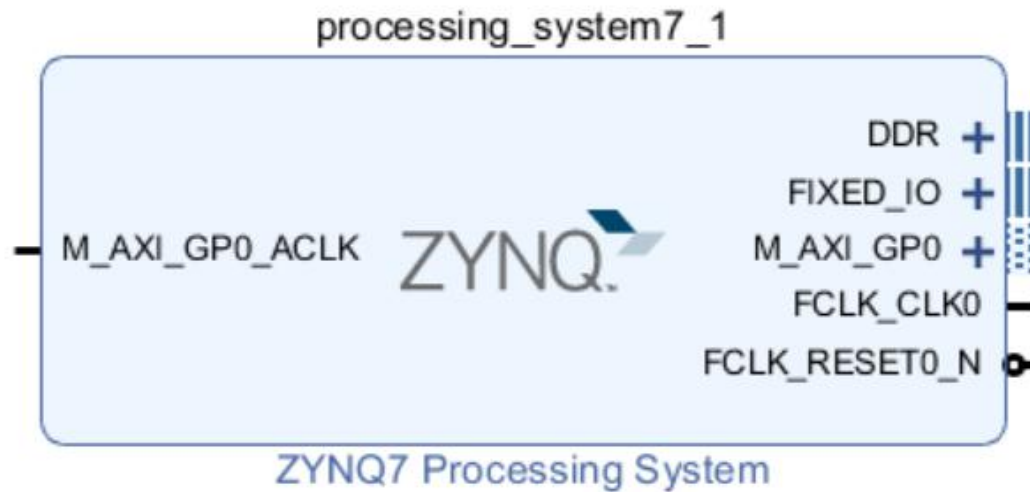 processing_system7_1
DDR
FIXED_IO
M_AXI_GP0_ACLK
ZYNQ
M_AXI_GP0
FCLK_CLK0
FCLK_RESET0_N
ZYNQ7 Processing System